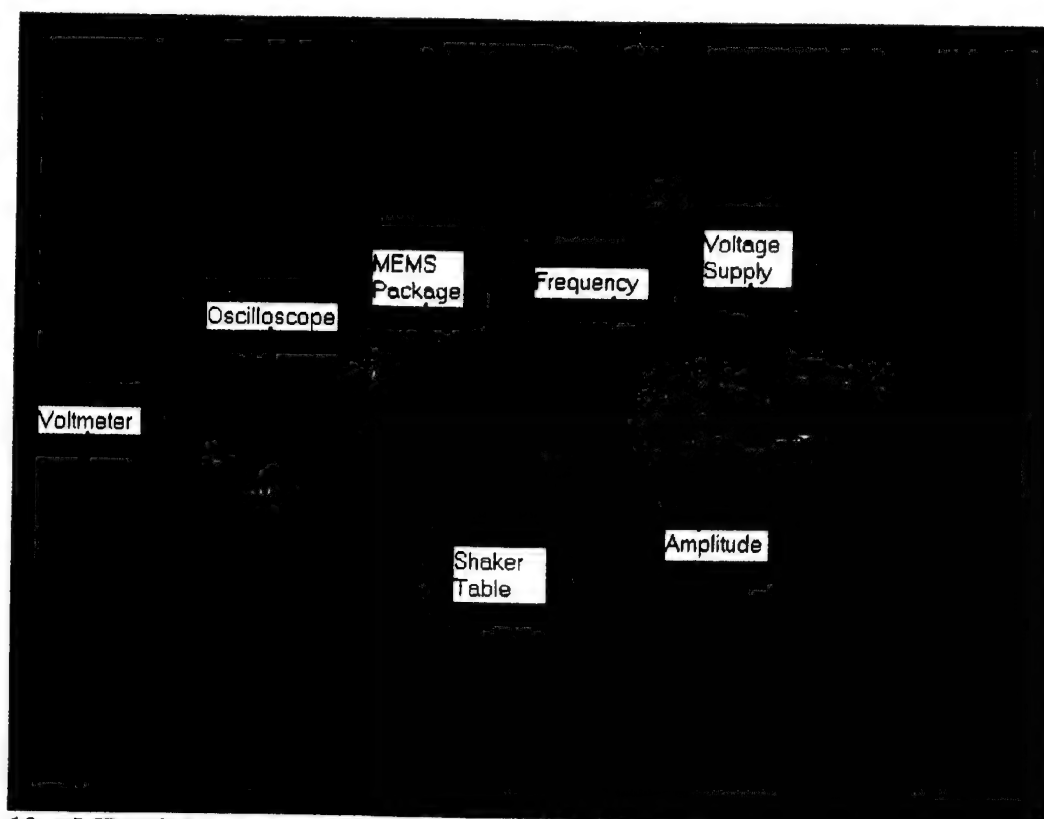 Voltage
Supply
MEMS
Package
Frequency
Oscilloscope
Voltmeter
Amplitude
Shaker
Table